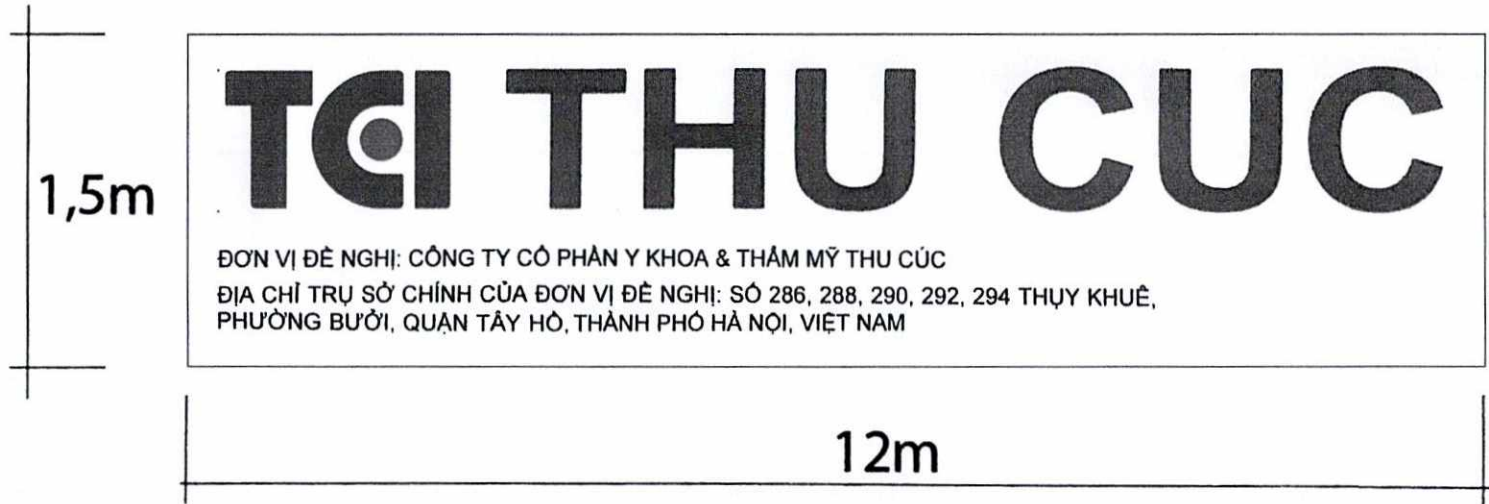 TCI THU CUC
1,5m
ĐƠN VỊ ĐỀ NGHỊ: CÔNG TY CỔ PHẦN Y KHOA & THẨM MỸ THU CÚC
ĐỊA CHỈ TRỤ SỞ CHÍNH CỦA ĐƠN VỊ ĐỀ NGHỊ: SỐ 286, 288, 290, 292, 294 THỤY KHUÊ,
PHƯỜNG BƯỞI, QUẬN TÂY HỒ, THÀNH PHỐ HÀ NỘI, VIỆT NAM
12m